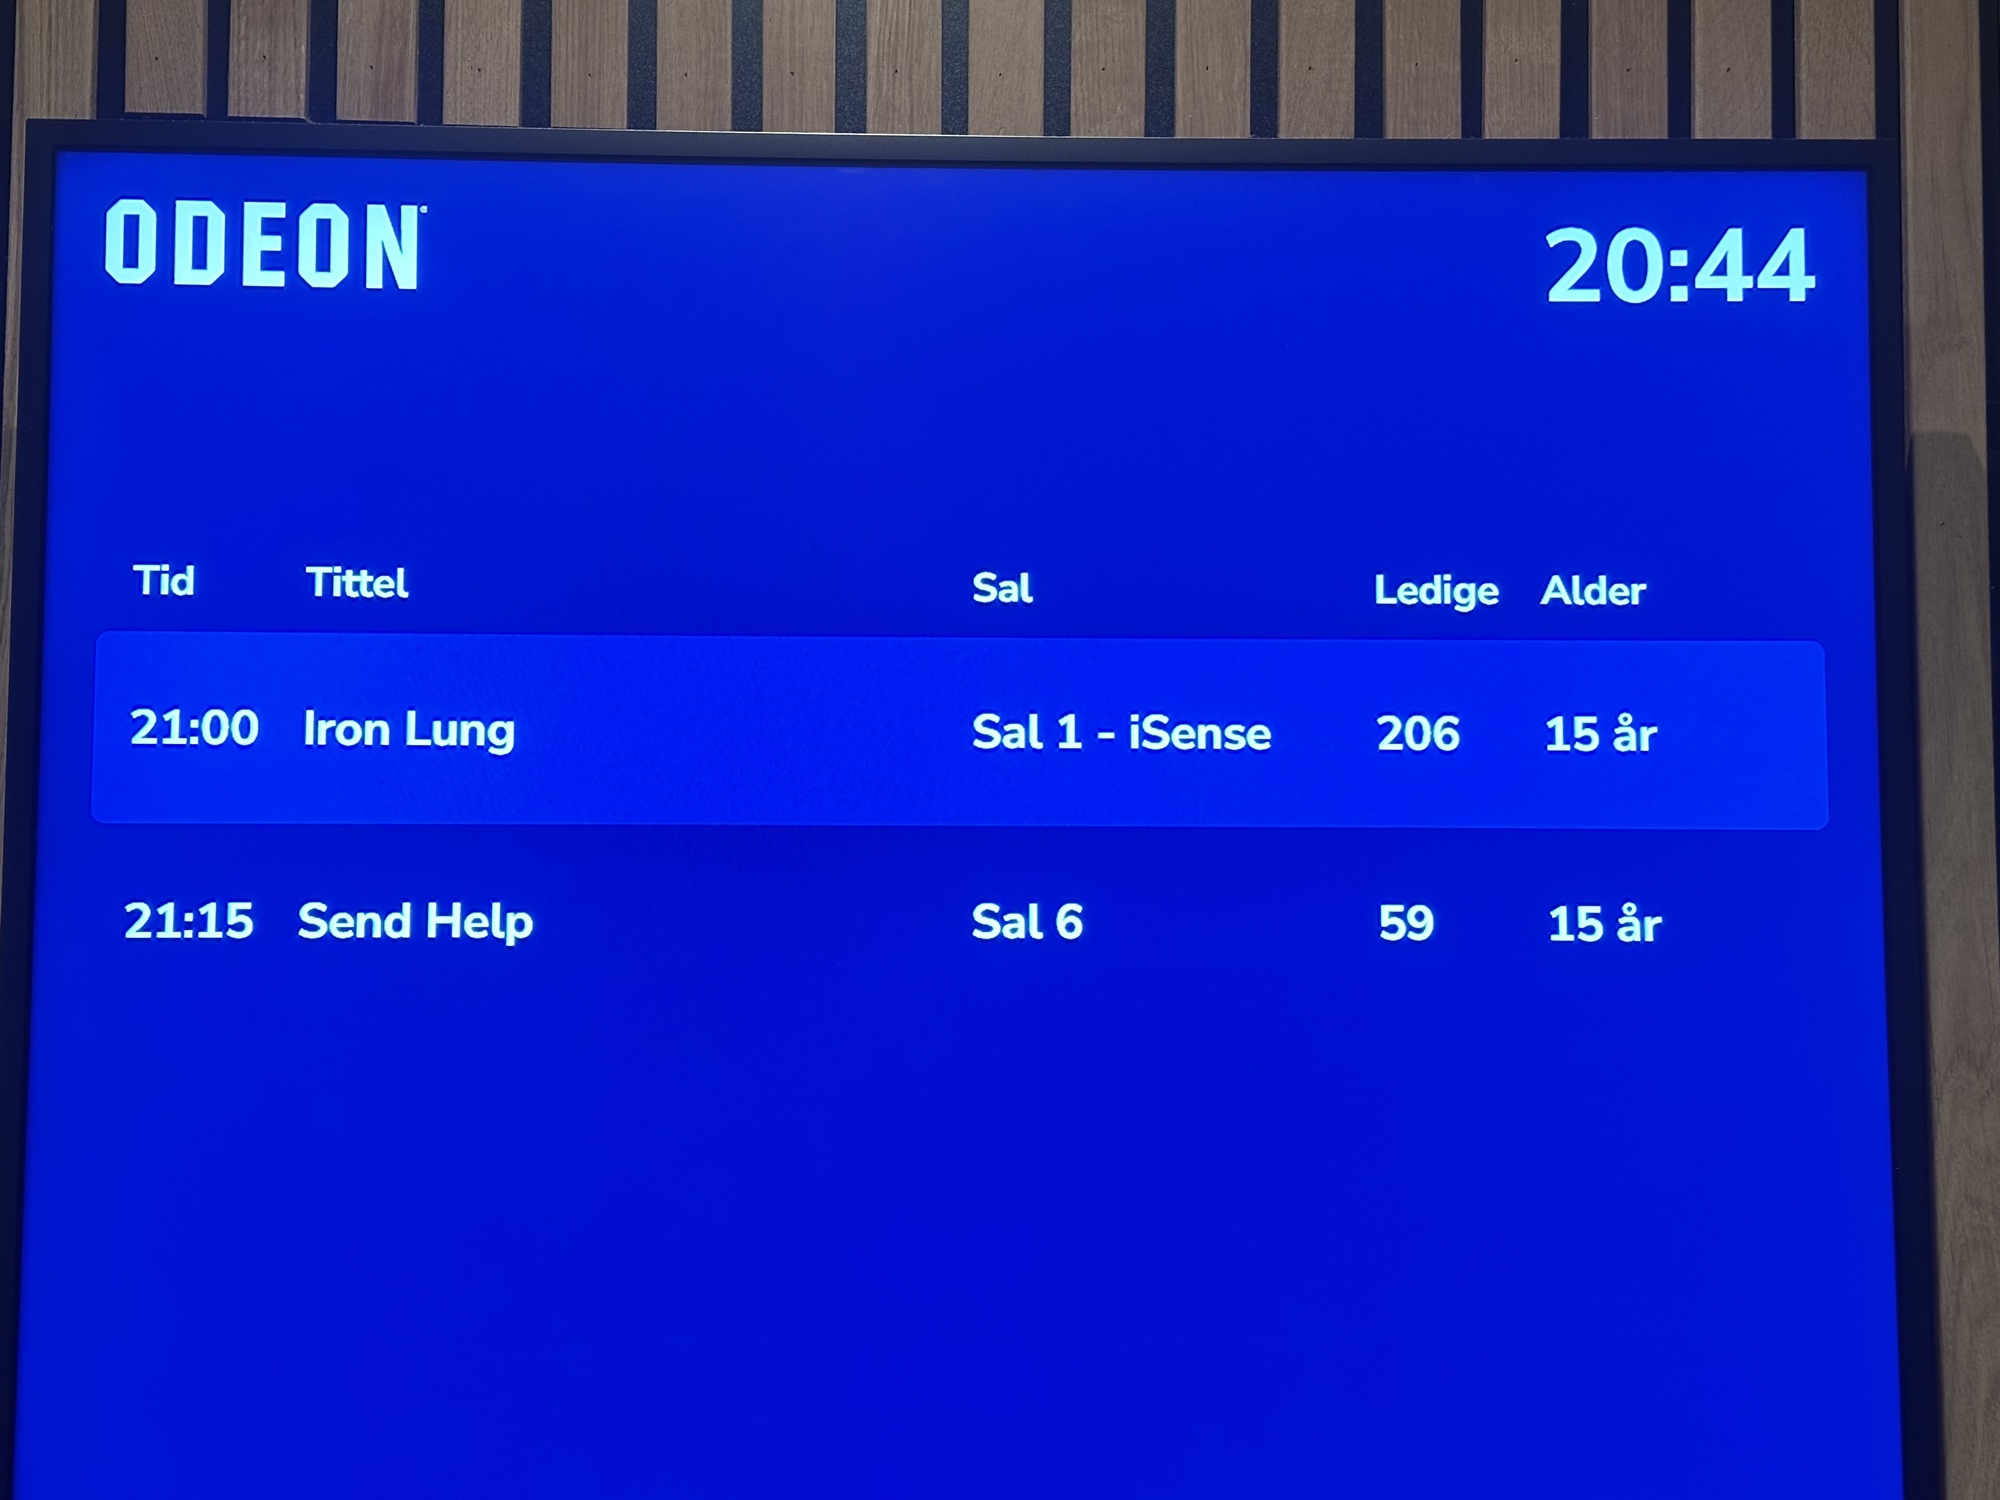 ODEON
20:44
Tid Tittel Sal Ledige Alder
21:00 Iron Lung Sal 1 - iSense 206 15 år
21:15 Send Help Sal 6 59 15 år